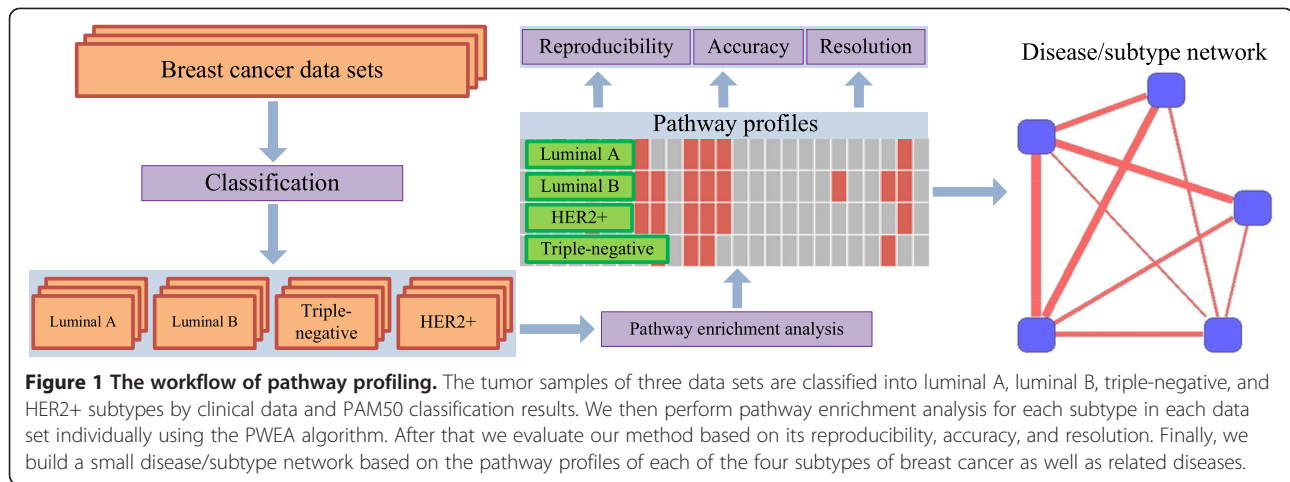 Breast cancer data sets
Classification
Luminal A
Luminal B
Triple-
negative
HER2+
Reproducibility
Accuracy
Resolution
Pathway profiles
Luminal A
Luminal B
HER2+
Triple-negative
Pathway enrichment analysis
Disease/subtype network
Figure 1 The workflow of pathway profiling. The tumor samples of three data sets are classified into luminal A, luminal B, triple-negative, and
HER2+ subtypes by clinical data and PAM50 classification results. We then perform pathway enrichment analysis for each subtype in each data
set individually using the PWEA algorithm. After that we evaluate our method based on its reproducibility, accuracy, and resolution. Finally, we
build a small disease/subtype network based on the pathway profiles of each of the four subtypes of breast cancer as well as related diseases.